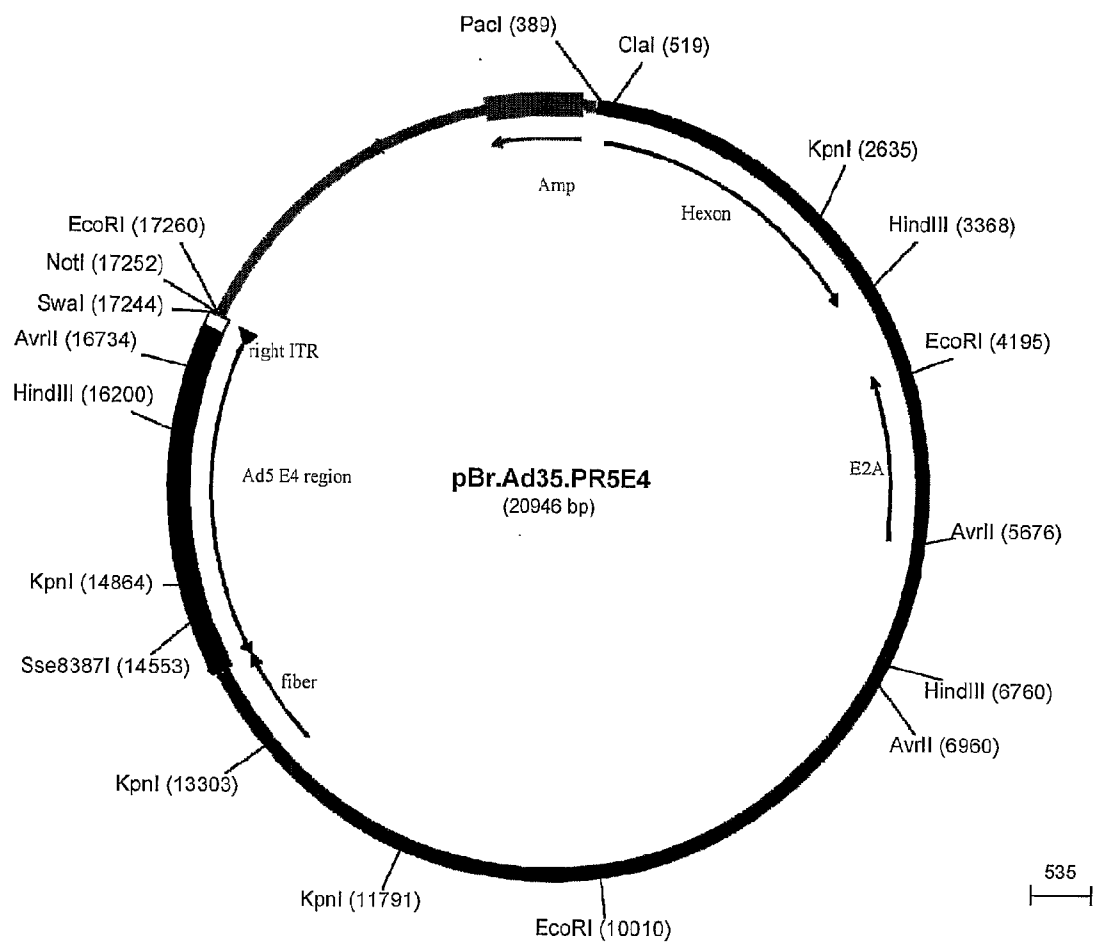 PacI (389)
ClaI (519)
KpnI (2635)
Amp
Hexon
HindIII (3368)
EcoRI (17260)
NotI (17252)
SwaI (17244)
AvrII (16734)
right ITR
EcoRI (4195)
HindIII (16200)
Ad5 E4 region
pBr.Ad35.PR5E4
(20946 bp)
E2A
AvrII (5676)
KpnI (14864)
Sse8387I (14553)
fiber
HindIII (6760)
AvrII (6960)
KpnI (13303)
535
KpnI (11791)
EcoRI (10010)